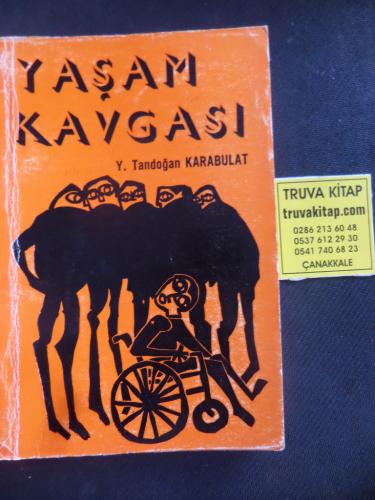 YAŞAM
KAVGASI
Y. Tandoğan KARABULAT
TRUVA KİTAP
truvakitap.com
0286 213 60 48
0537 612 29 30
0541 740 68 23
ÇANAKKALE